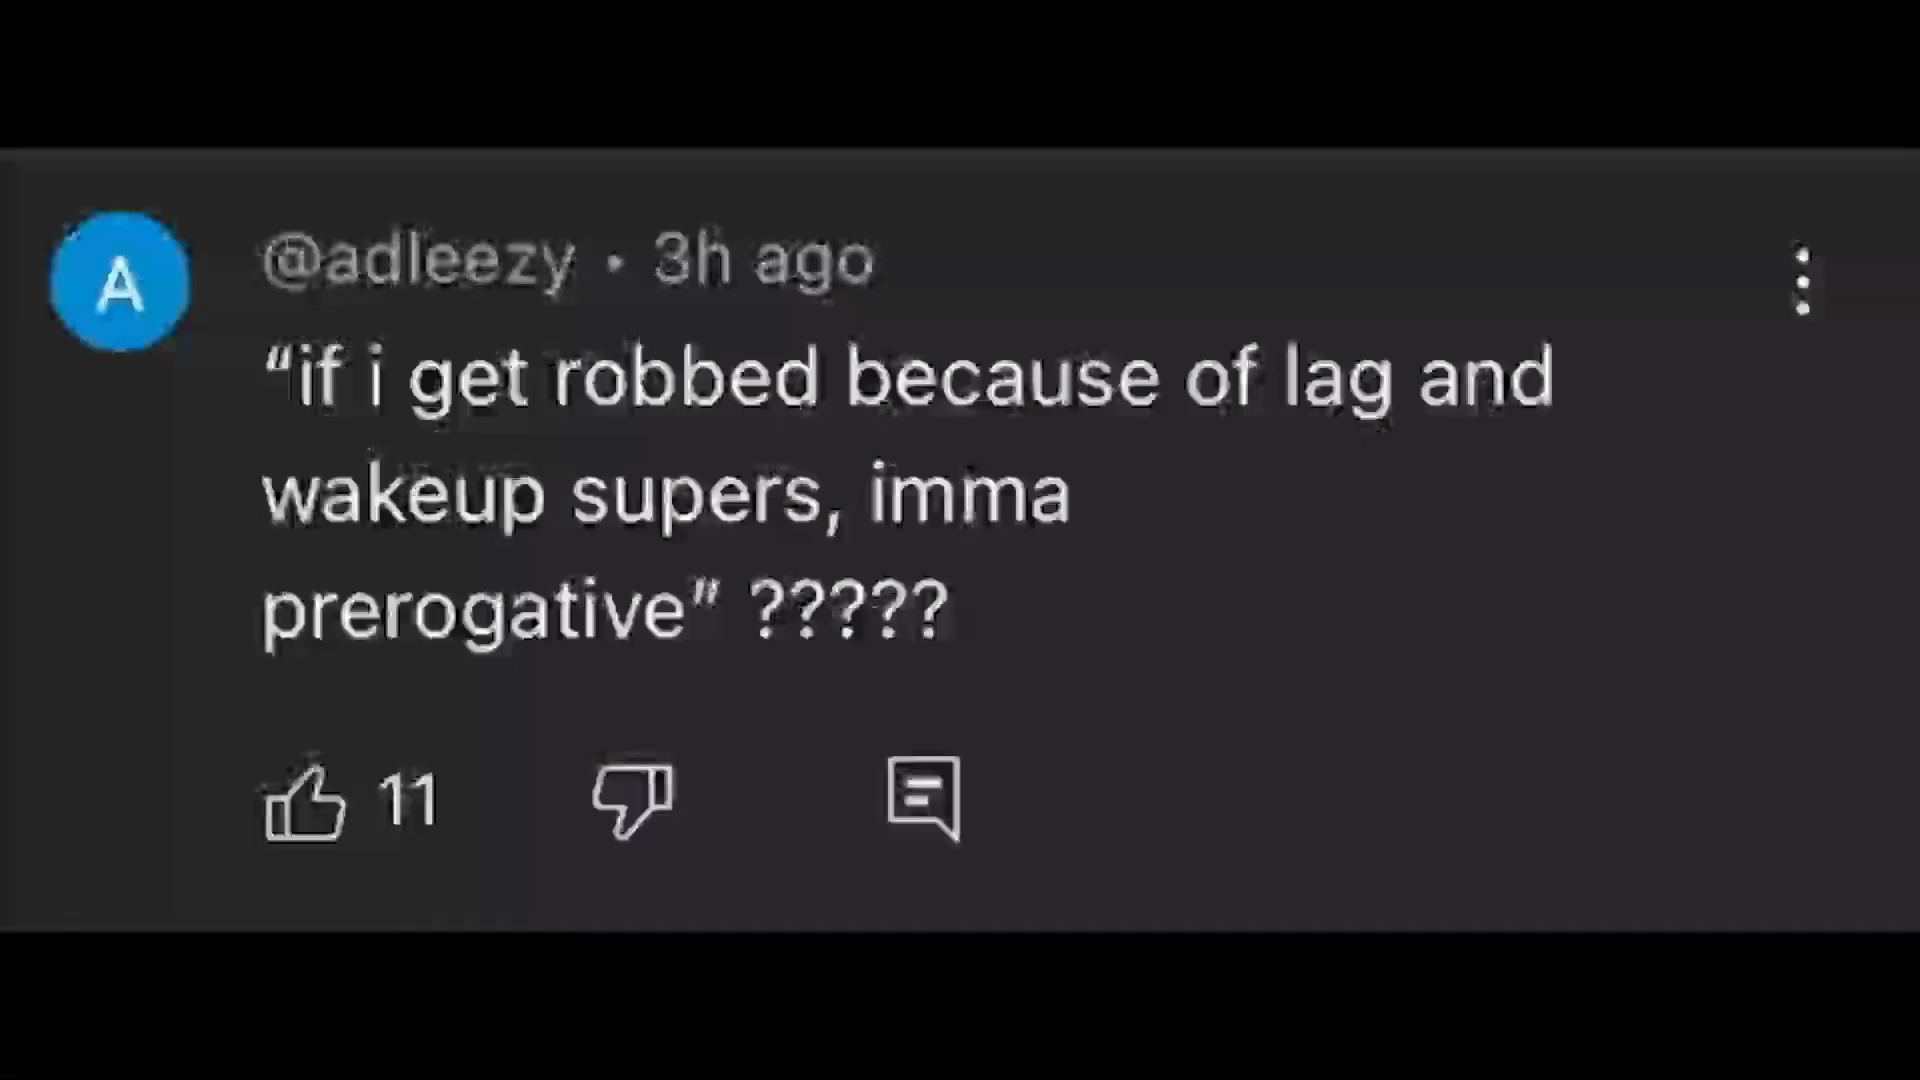 A
@adleezy • 3h ago
“if i get robbed because of lag and
wakeup supers, imma
prerogative” ?????
11